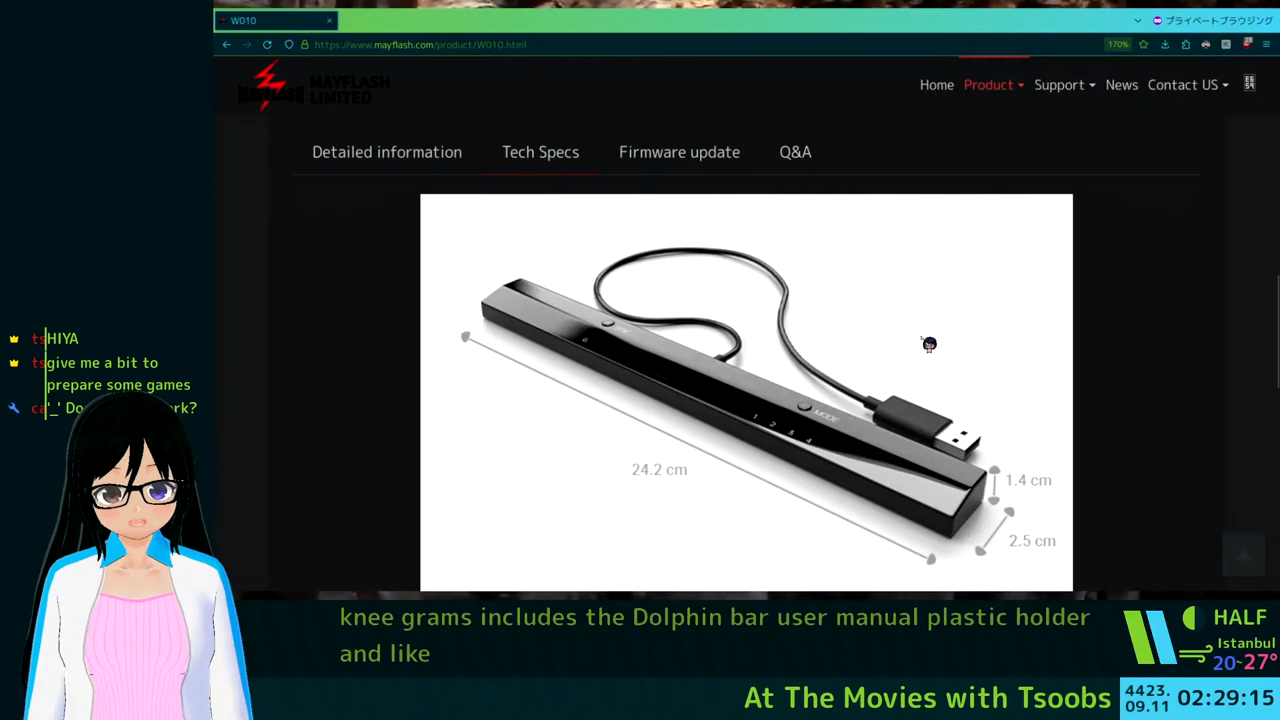 W010
プライベートブラウジング
https://www.mayflash.com/product/W010.html
170%
MAYFLASH
LIMITED
Home
Product
Support
News
Contact US
Detailed information
Tech Specs
Firmware update
Q&A
MODE
1 2 3 4
24.2 cm
1.4 cm
2.5 cm
ts HIYA
ts give me a bit to
prepare some games
ca '_' Do
rk?
knee grams includes the Dolphin bar user manual plastic holder
and like
HALF
Istanbul
20~27°
At The Movies with Tsoobs
4423.
09.11
02:29:15